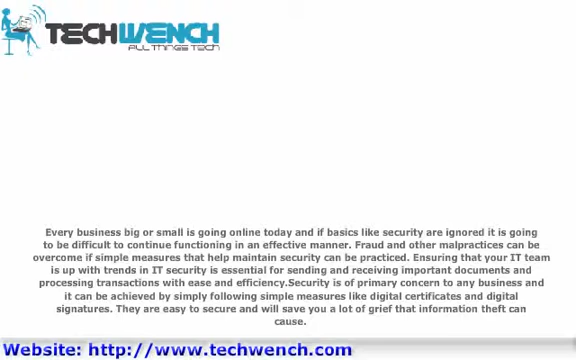 TECHWENCH
ALL THINGS TECH
Every business big or small is going online today and if basics like security are ignored it is going
to be difficult to continue functioning in an effective manner. Fraud and other malpractices can be
overcome if simple measures that help maintain security can be practiced. Ensuring that your IT team
is up with trends in IT security is essential for sending and receiving important documents and
processing transactions with ease and efficiency.Security is of primary concern to any business and
it can be achieved by simply following simple measures like digital certificates and digital
signatures. They are easy to secure and will save you a lot of grief that information theft can
cause.
Website: http://www.techwench.com